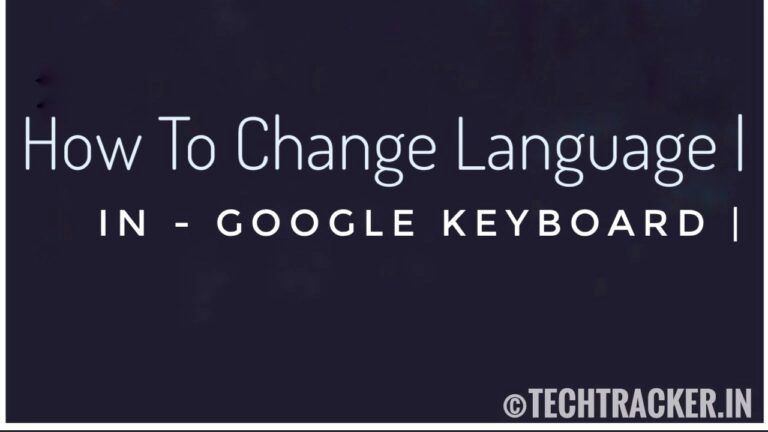 How To Change Language |
IN - GOOGLE KEYBOARD |
©TECHTRACKER.IN